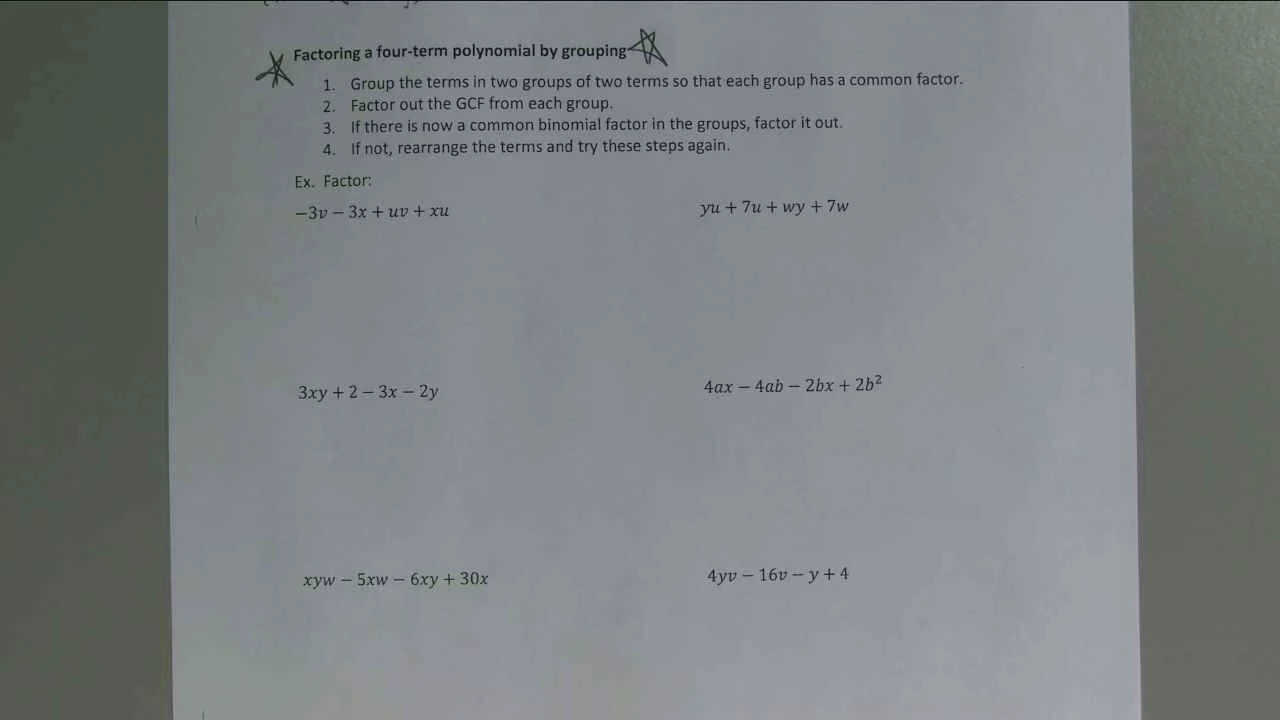 Factoring a four-term polynomial by grouping
1. Group the terms in two groups of two terms so that each group has a common factor.
2. Factor out the GCF from each group.
3. If there is now a common binomial factor in the groups, factor it out.
4. If not, rearrange the terms and try these steps again.
Ex. Factor:
−3v − 3x + uv + xu
yu + 7u + wy + 7w
3xy + 2 − 3x − 2y
4ax − 4ab − 2bx + 2b²
xyw − 5xw − 6xy + 30x
4yv − 16v − y + 4